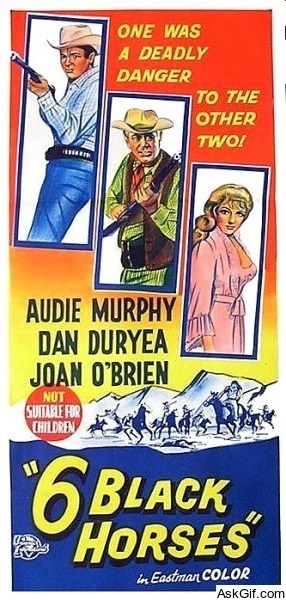 ONE WAS
A DEADLY
DANGER
TO THE
OTHER
TWO!
AUDIE MURPHY
DAN DURYEA
JOAN O'BRIEN
NOT
SUITABLE FOR
CHILDREN
"6 BLACK
HORSES"
in Eastman COLOR
AskGif.com